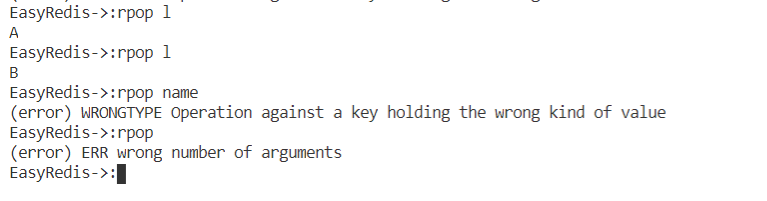 EasyRedis->:rpop l
A
EasyRedis->:rpop l
B
EasyRedis->:rpop name
(error) WRONGTYPE Operation against a key holding the wrong kind of value
EasyRedis->:rpop
(error) ERR wrong number of arguments
EasyRedis->: